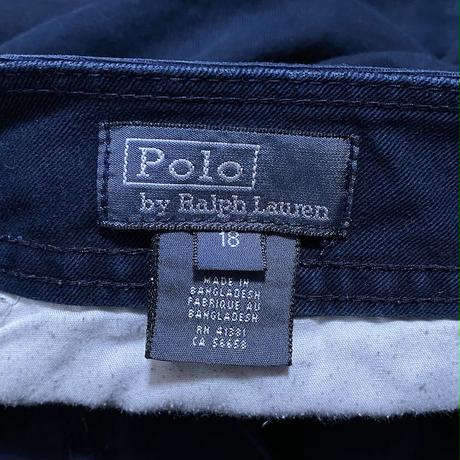 Polo
by Ralph Lauren
18
MADE IN
BANGLADESH
FABRIQUE AU
BANGLADESH
RN 41381
CA 56658